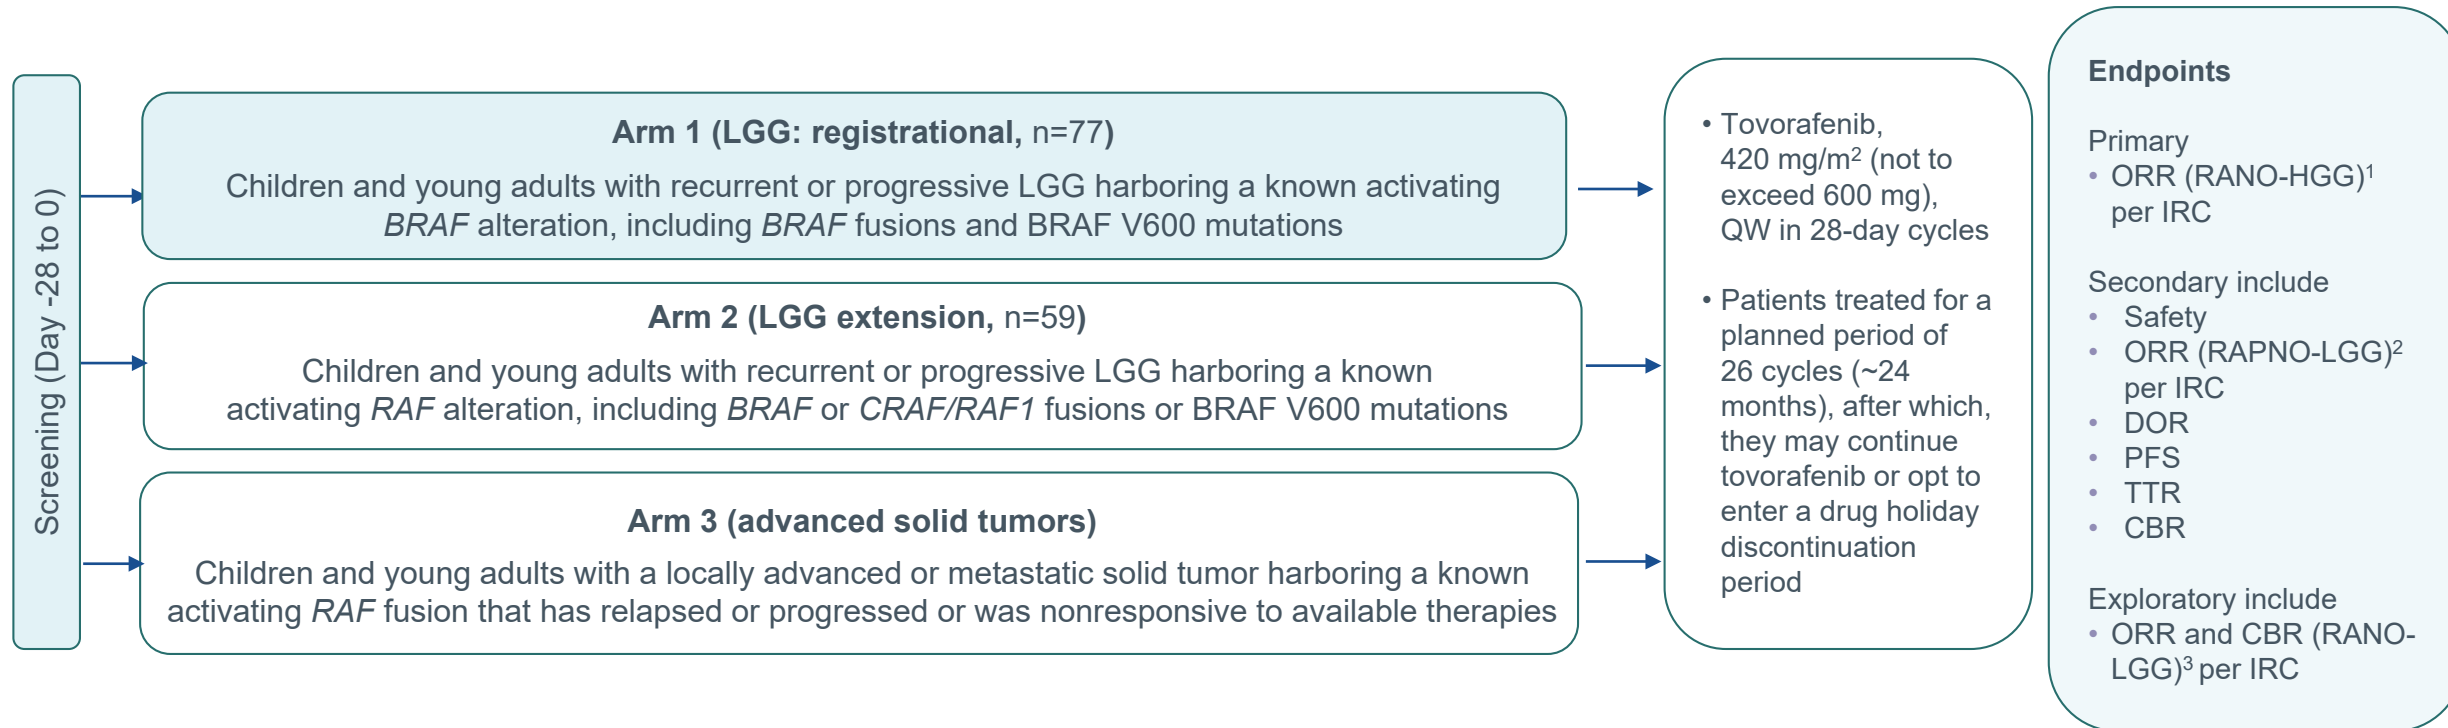 Screening (Day -28 to 0)
Arm 1 (LGG: registrational, n=77)
Children and young adults with recurrent or progressive LGG harboring a known activating
BRAF alteration, including BRAF fusions and BRAF V600 mutations
Arm 2 (LGG extension, n=59)
Children and young adults with recurrent or progressive LGG harboring a known
activating RAF alteration, including BRAF or CRAF/RAF1 fusions or BRAF V600 mutations
Arm 3 (advanced solid tumors)
Children and young adults with a locally advanced or metastatic solid tumor harboring a known
activating RAF fusion that has relapsed or progressed or was nonresponsive to available therapies
• Tovorafenib,
420 mg/m² (not to
exceed 600 mg),
QW in 28-day cycles
• Patients treated for a
planned period of
26 cycles (~24
months), after which,
they may continue
tovorafenib or opt to
enter a drug holiday
discontinuation
period
Endpoints
Primary
• ORR (RANO-HGG)¹
per IRC
Secondary include
• Safety
• ORR (RAPNO-LGG)²
per IRC
• DOR
• PFS
• TTR
• CBR
Exploratory include
• ORR and CBR (RANO-
LGG)³ per IRC